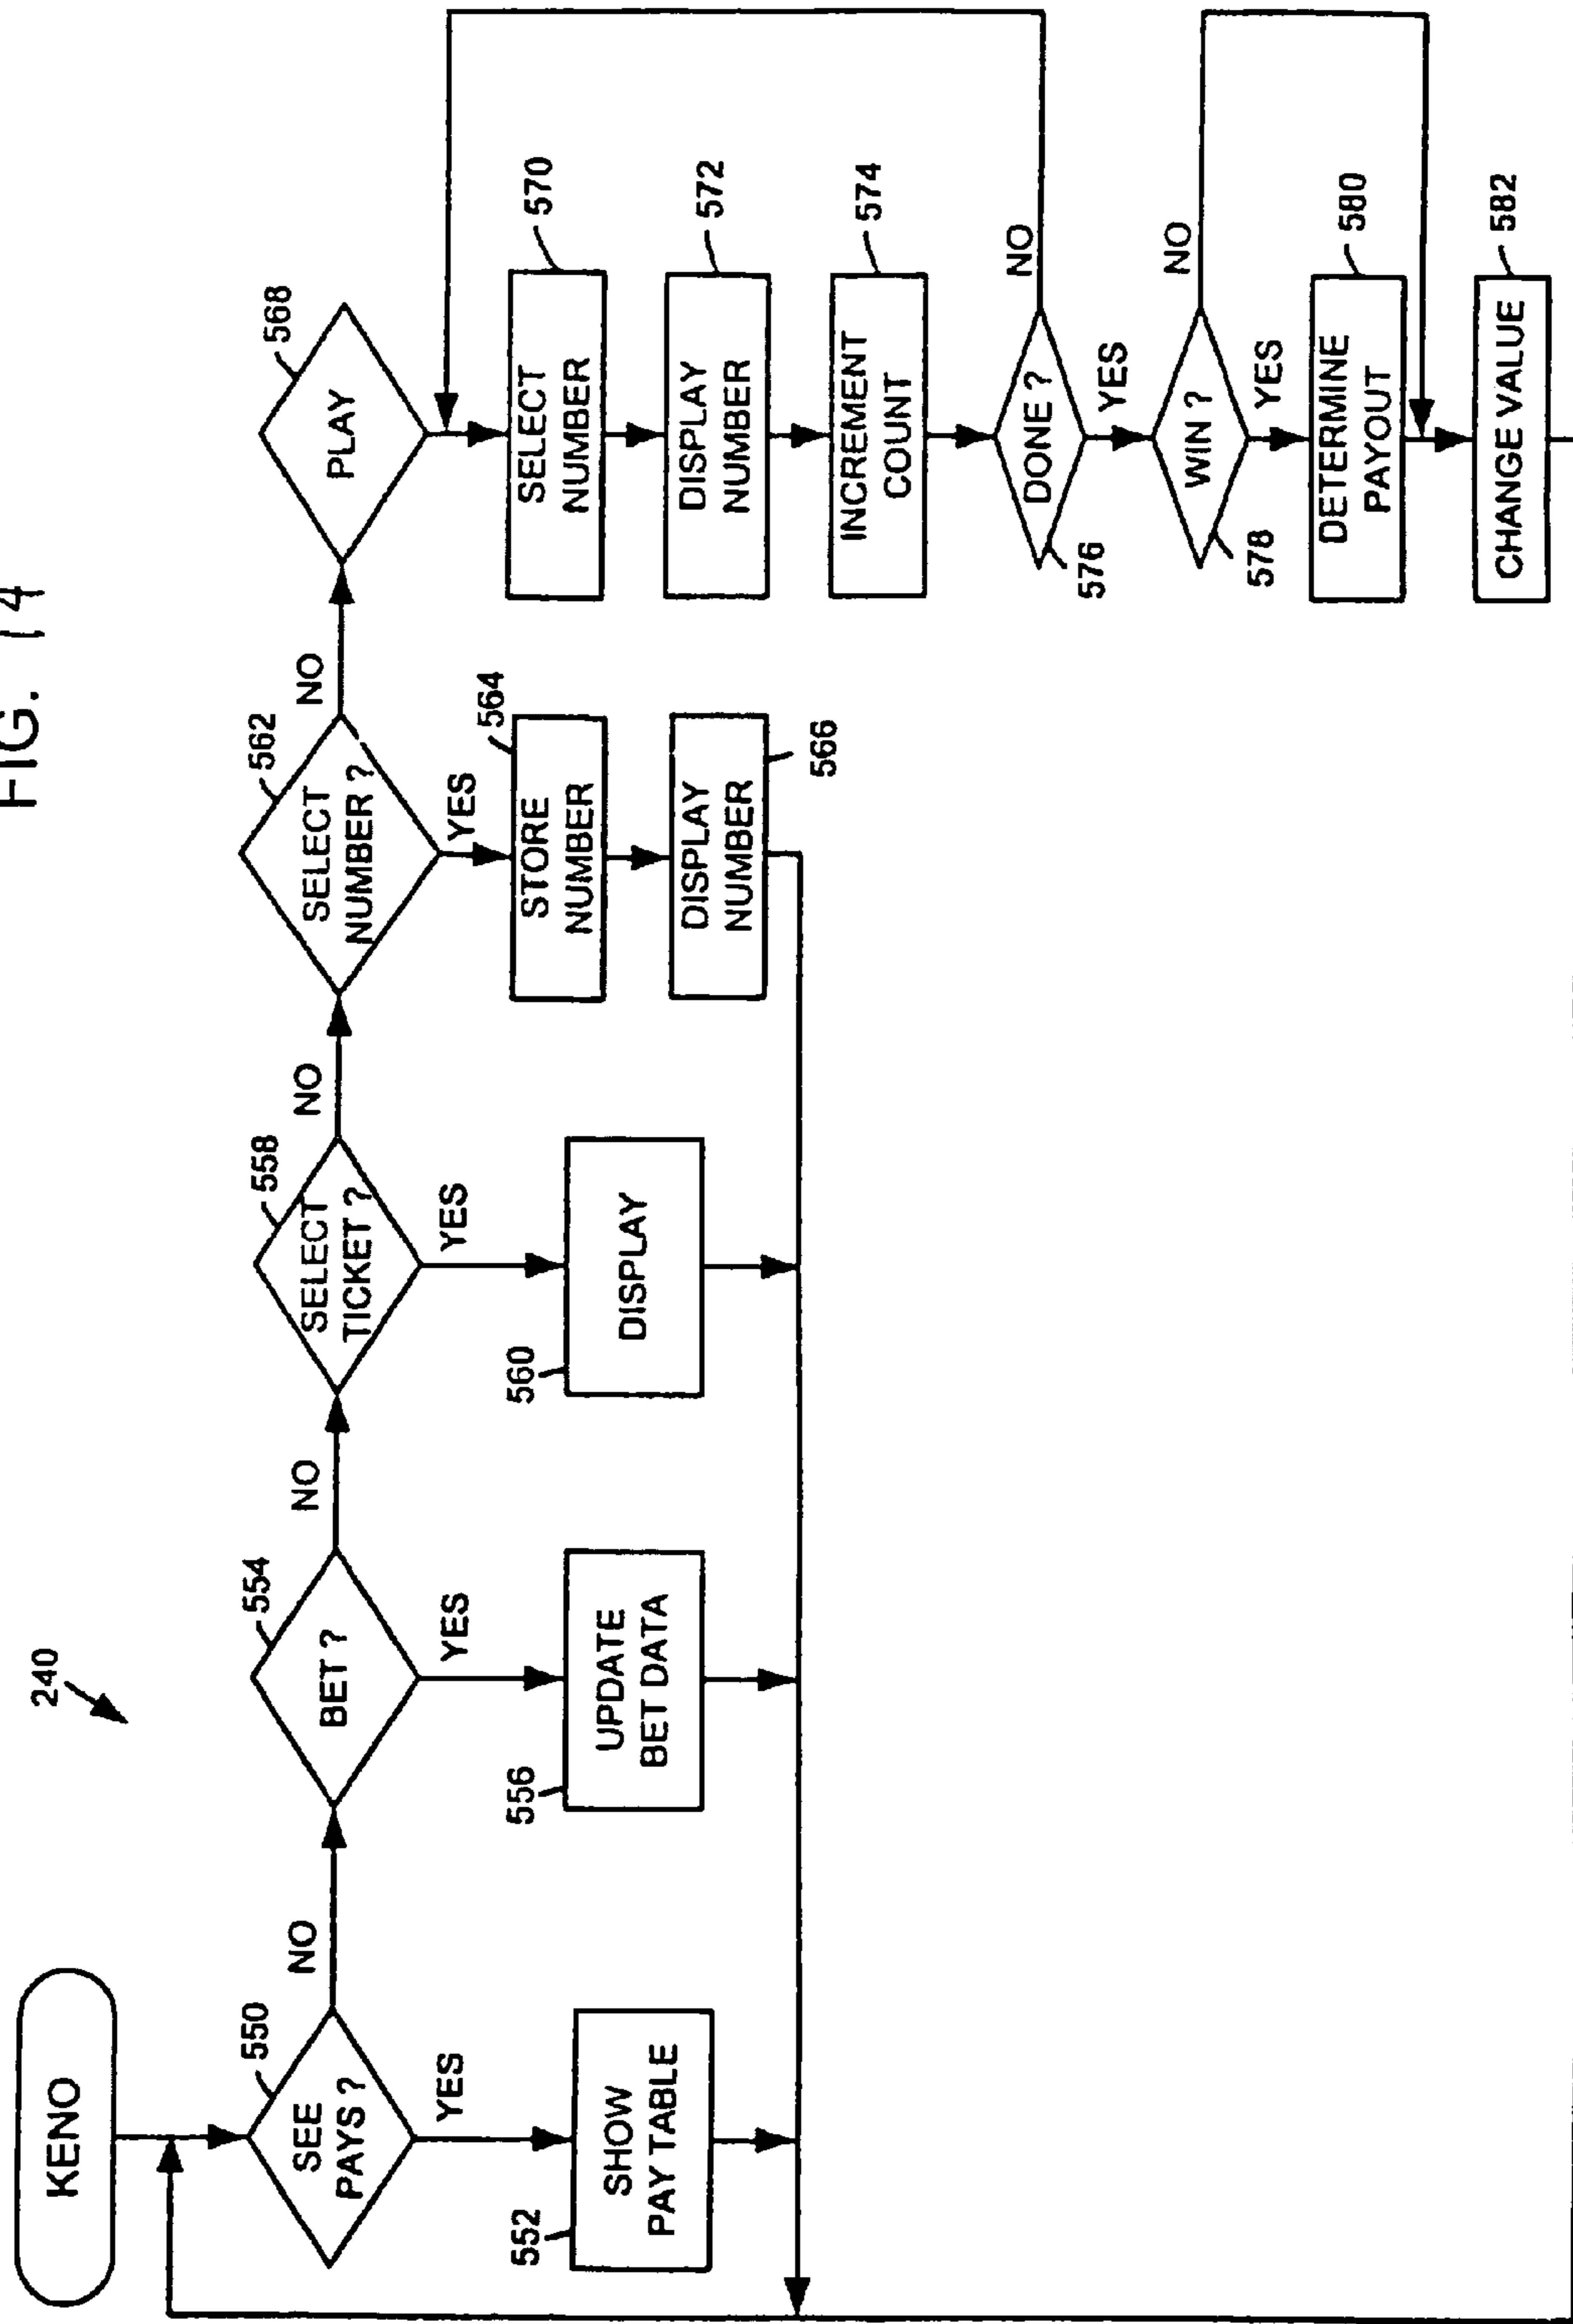 FIG. 14
240
KENO
550
SEE
PAYS ?
NO
YES
552
SHOW
PAY TABLE
554
BET ?
NO
YES
556
UPDATE
BET DATA
558
SELECT
TICKET ?
NO
YES
560
DISPLAY
562
SELECT
NUMBER ?
NO
YES
564
STORE
NUMBER
566
DISPLAY
NUMBER
568
PLAY
570
SELECT
NUMBER
572
DISPLAY
NUMBER
574
INCREMENT
COUNT
576
DONE ?
NO
YES
578
WIN ?
NO
YES
580
DETERMINE
PAYOUT
582
CHANGE VALUE